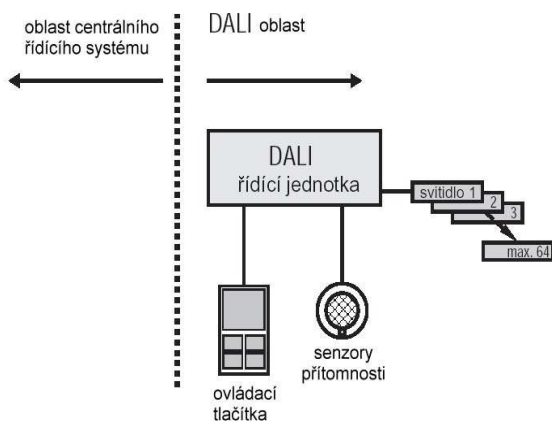 oblast centrálního
řídícího systému
DALI oblast
DALI
řídící jednotka
svitidlo 1
2
3
max. 64
senzory
přítomnosti
ovládací
tlačítka